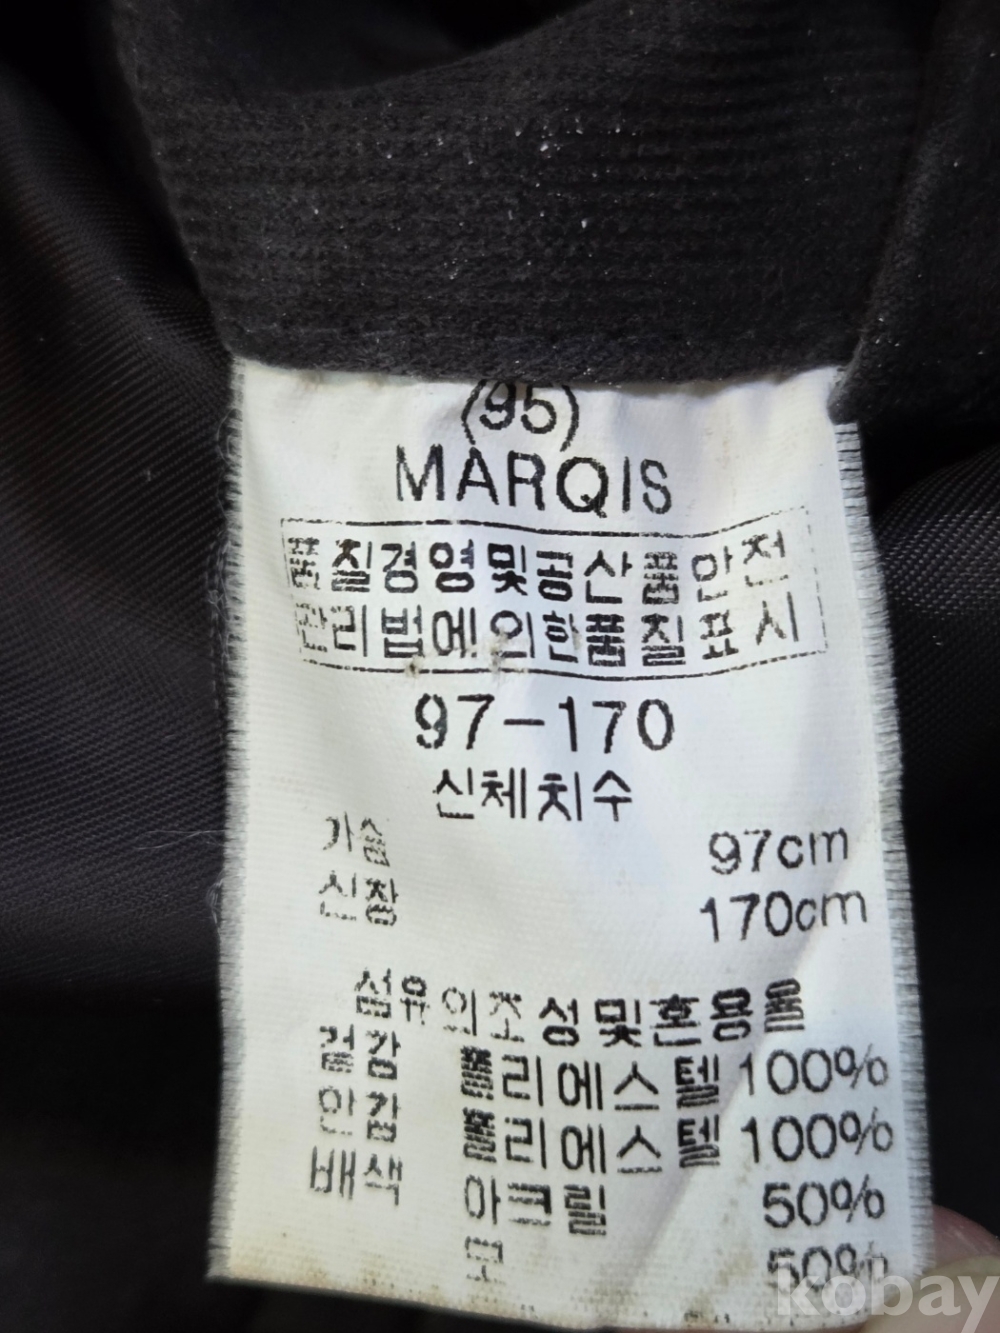 (95)
MARQIS
품질경영및공산품안전
관리법에의한품질표시
97-170
신체치수
가슴 97cm
신장 170cm
섬유의조성및혼용율
겉감 폴리에스텔 100%
안감 폴리에스텔 100%
배색 아크릴 50%
모 50%
kobay